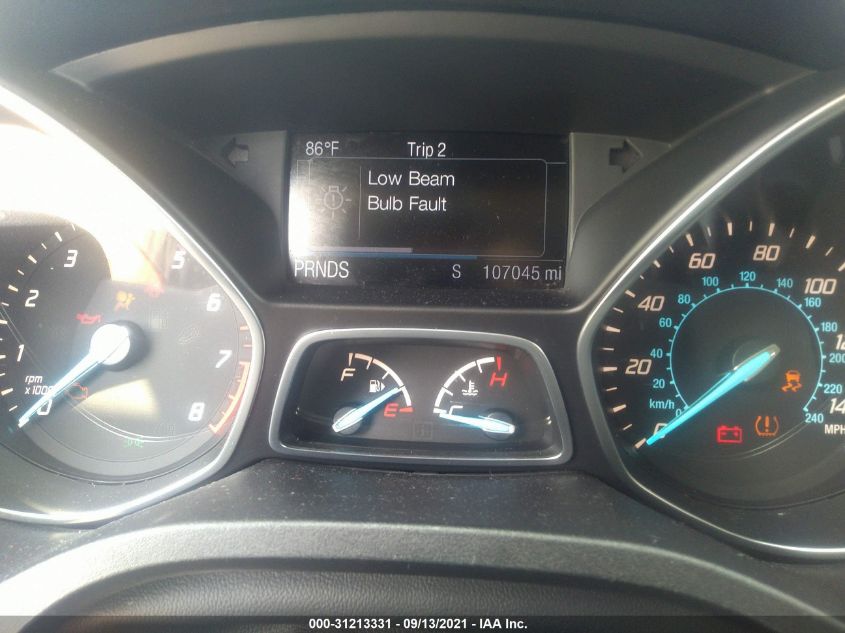 86°F Trip 2
Low Beam
Bulb Fault
PRNDS S 107045 mi
3 5
2 6
1 7
rpm
x1000
0 8
F
E
H
C
60 80
40 100
20
0
100 120 140
80 160
60 180
40 200
20 220
km/h 0 240
MPH
000-31213331 - 09/13/2021 - IAA Inc.